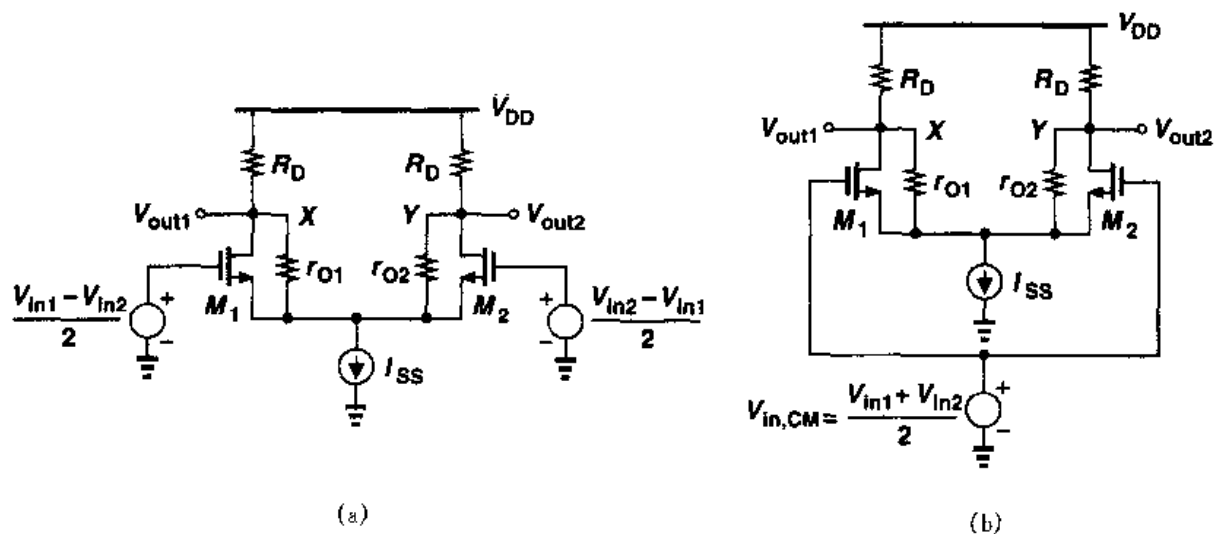 V_DD
R_D R_D
V_out1 X Y V_out2
r_O1 r_O2
M_1 M_2
V_in1 − V_in2
2
+
−
+
−
V_in2 − V_in1
2
I_SS
(a)
V_DD
R_D R_D
V_out1 X Y V_out2
r_O1 r_O2
M_1 M_2
I_SS
V_in,CM = V_in1 + V_in2
2
+
−
(b)